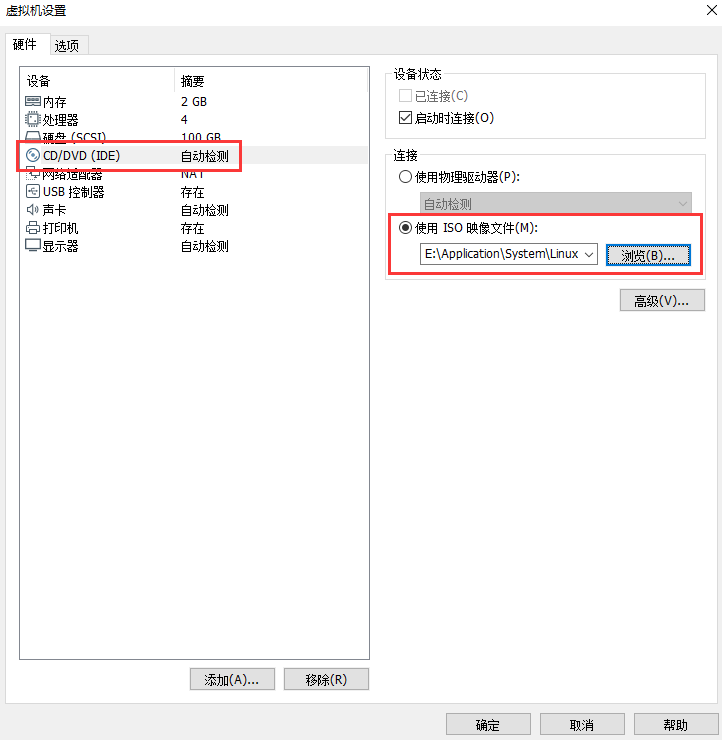 虚拟机设置
硬件 选项
设备 摘要
内存 2 GB
处理器 4
硬盘 (SCSI) 100 GB
CD/DVD (IDE) 自动检测
网络适配器 NAT
USB 控制器 存在
声卡 自动检测
打印机 存在
显示器 自动检测
添加(A)... 移除(R)
设备状态
已连接(C)
启动时连接(O)
连接
使用物理驱动器(P):
自动检测
使用 ISO 映像文件(M):
E:\Application\System\Linux 浏览(B)...
高级(V)...
确定 取消 帮助